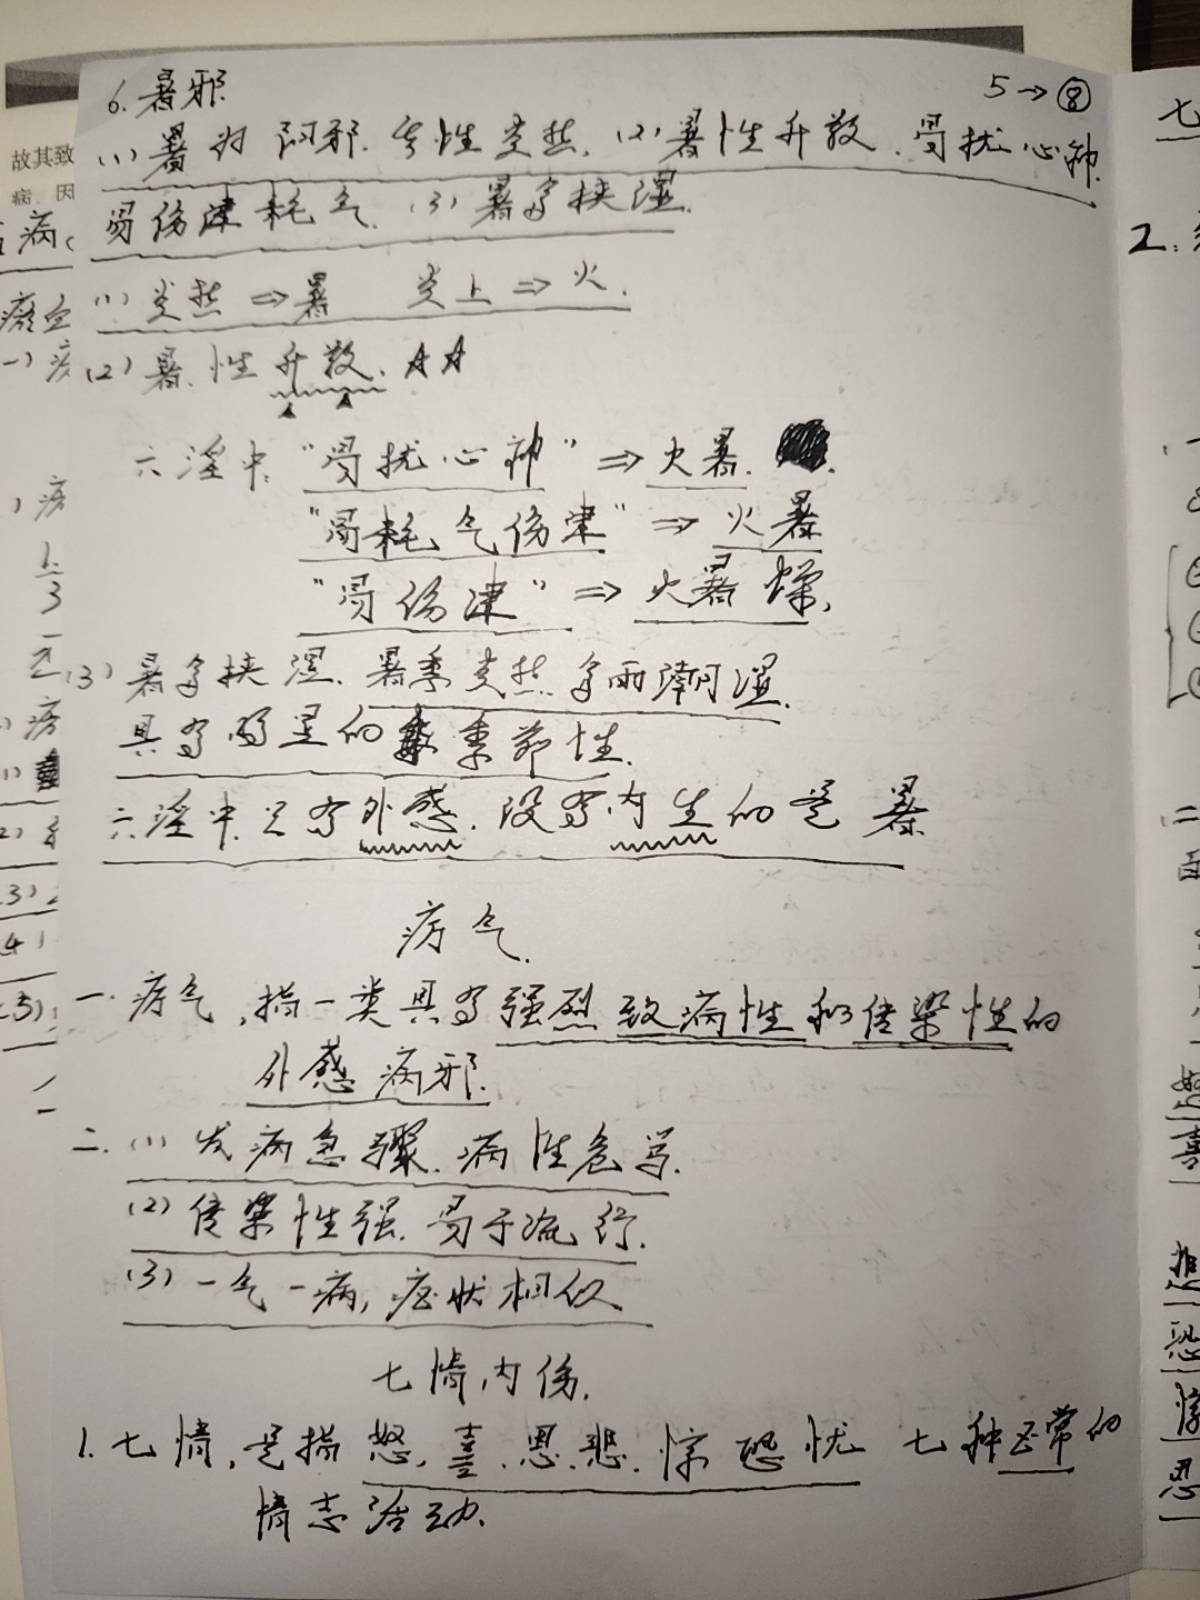 5→⑧
6.暑邪
(1)暑为阳邪.其性炎热.(2)暑性升散.易扰心神.
易伤津耗气.(3)暑多挟湿.
(1)炎热⇒暑 炎上⇒火.
(2)暑.性升散.AA
六淫中."易扰心神"⇒火暑.
"易耗气伤津"⇒火暑
"易伤津"⇒火暑燥.
(3)暑多挟湿.暑季炎热多雨潮湿.
具有明显的季节性.
六淫中.只有外感.没有内生的是暑
疠气.
一.疠气,指一类具有强烈致病性和传染性的
外感病邪.
二.(1)发病急骤.病性危笃.
(2)传染性强.易于流行.
(3)一气一病,症状相似
七情内伤.
1.七情,是指怒.喜.思.悲.惊恐忧七种正常的
情志活动.
故其致
病.因